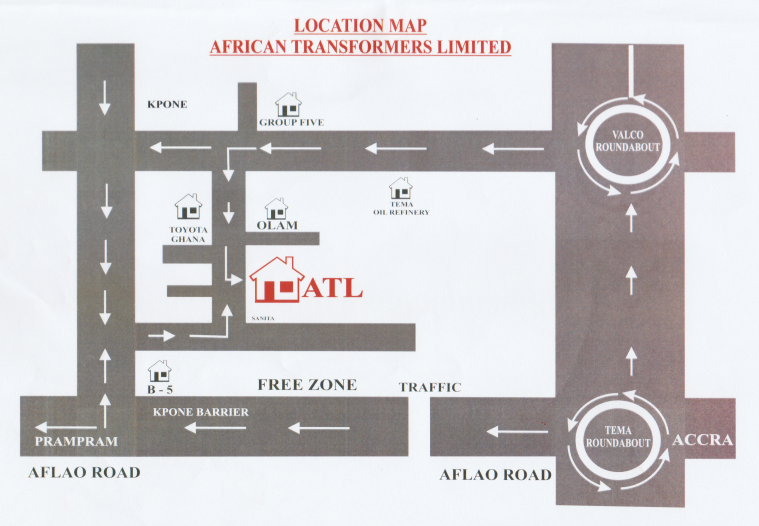 LOCATION MAP
AFRICAN TRANSFORMERS LIMITED
KPONE
GROUP FIVE
VALCO
ROUNDABOUT
TEMA
OIL REFINERY
TOYOTA
GHANA
OLAM
ATL
SANITA
B - 5
FREE ZONE
TRAFFIC
KPONE BARRIER
PRAMPRAM
TEMA
ROUNDABOUT
ACCRA
AFLAO ROAD
AFLAO ROAD